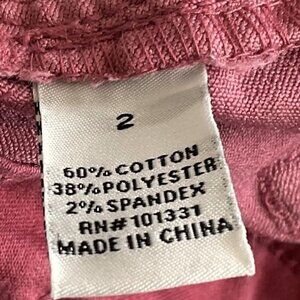 2
60% COTTON
38% POLYESTER
2% SPANDEX
RN# 101331
MADE IN CHINA